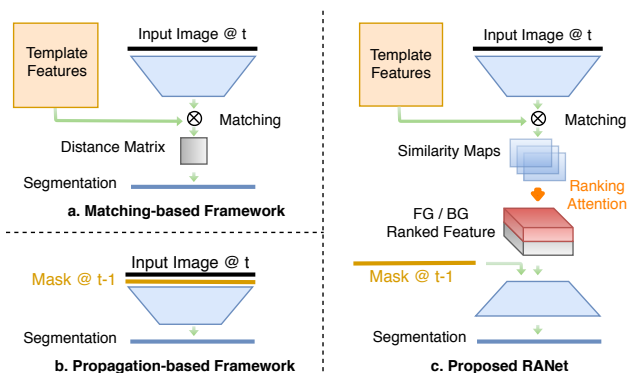 Input Image @ t
Template
Features
Matching
Distance Matrix
Segmentation
a. Matching-based Framework
Input Image @ t
Mask @ t-1
Segmentation
b. Propagation-based Framework
Input Image @ t
Template
Features
Matching
Similarity Maps
Ranking
Attention
FG / BG
Ranked Feature
Mask @ t-1
Segmentation
c. Proposed RANet